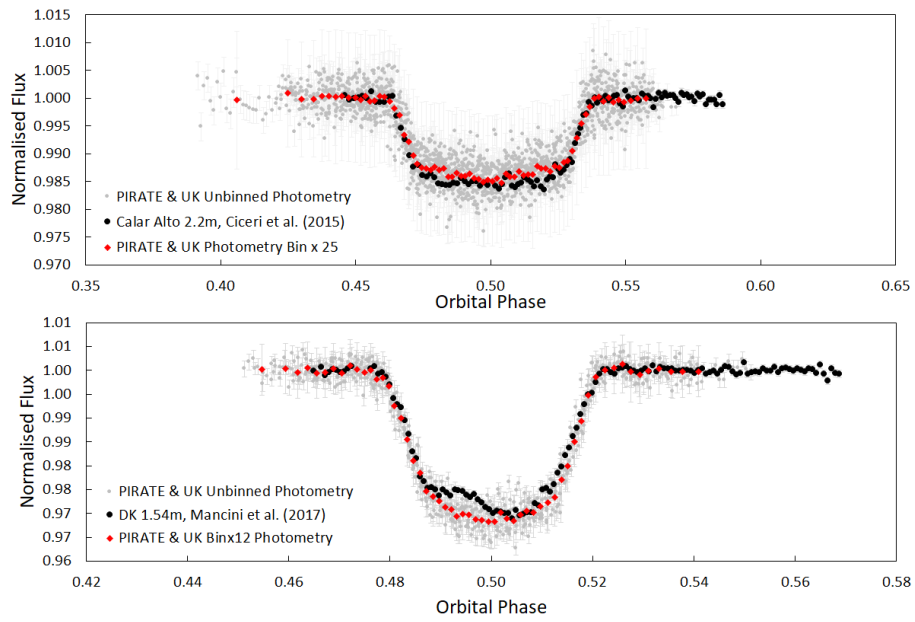 1.015
1.010
1.005
1.000
0.995
0.990
0.985
0.980
0.975
0.970
Normalised Flux
PIRATE & UK Unbinned Photometry
Calar Alto 2.2m, Ciceri et al. (2015)
PIRATE & UK Photometry Bin x 25
0.35 0.40 0.45 0.50 0.55 0.60 0.65
Orbital Phase
1.01
1.00
1.00
0.99
0.99
0.98
0.98
0.97
0.97
0.96
Normalised Flux
PIRATE & UK Unbinned Photometry
DK 1.54m, Mancini et al. (2017)
PIRATE & UK Binx12 Photometry
0.42 0.44 0.46 0.48 0.50 0.52 0.54 0.56 0.58
Orbital Phase